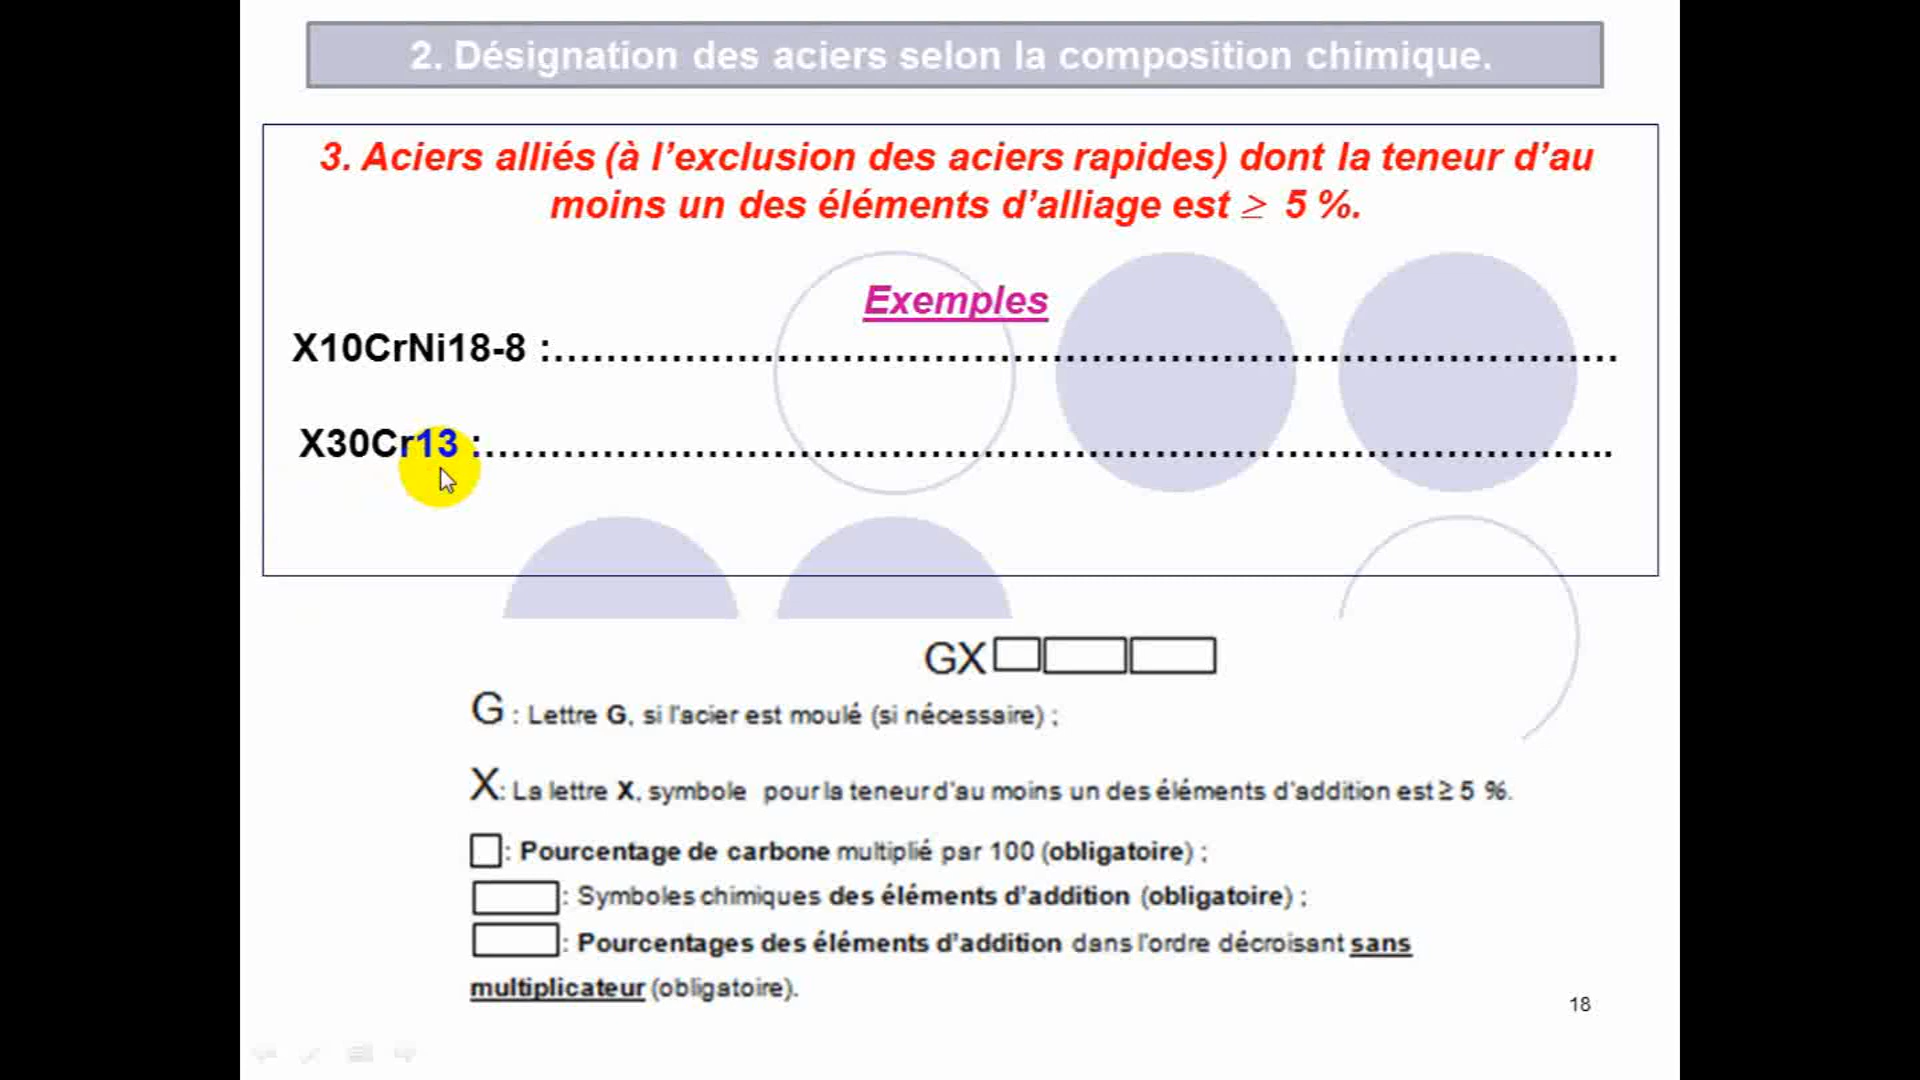 2. Désignation des aciers selon la composition chimique.
3. Aciers alliés (à l’exclusion des aciers rapides) dont la teneur d’au
moins un des éléments d’alliage est ≥ 5 %.
Exemples
X10CrNi18-8 :……………………………………………………………………………
X30Cr13 :………………………………………………………………………………..
GX
G : Lettre G, si l'acier est moulé (si nécessaire) ;
X: La lettre X, symbole pour la teneur d'au moins un des éléments d'addition est ≥ 5 %.
: Pourcentage de carbone multiplié par 100 (obligatoire) ;
: Symboles chimiques des éléments d'addition (obligatoire) ;
: Pourcentages des éléments d'addition dans l'ordre décroisant sans
multiplicateur (obligatoire).
18